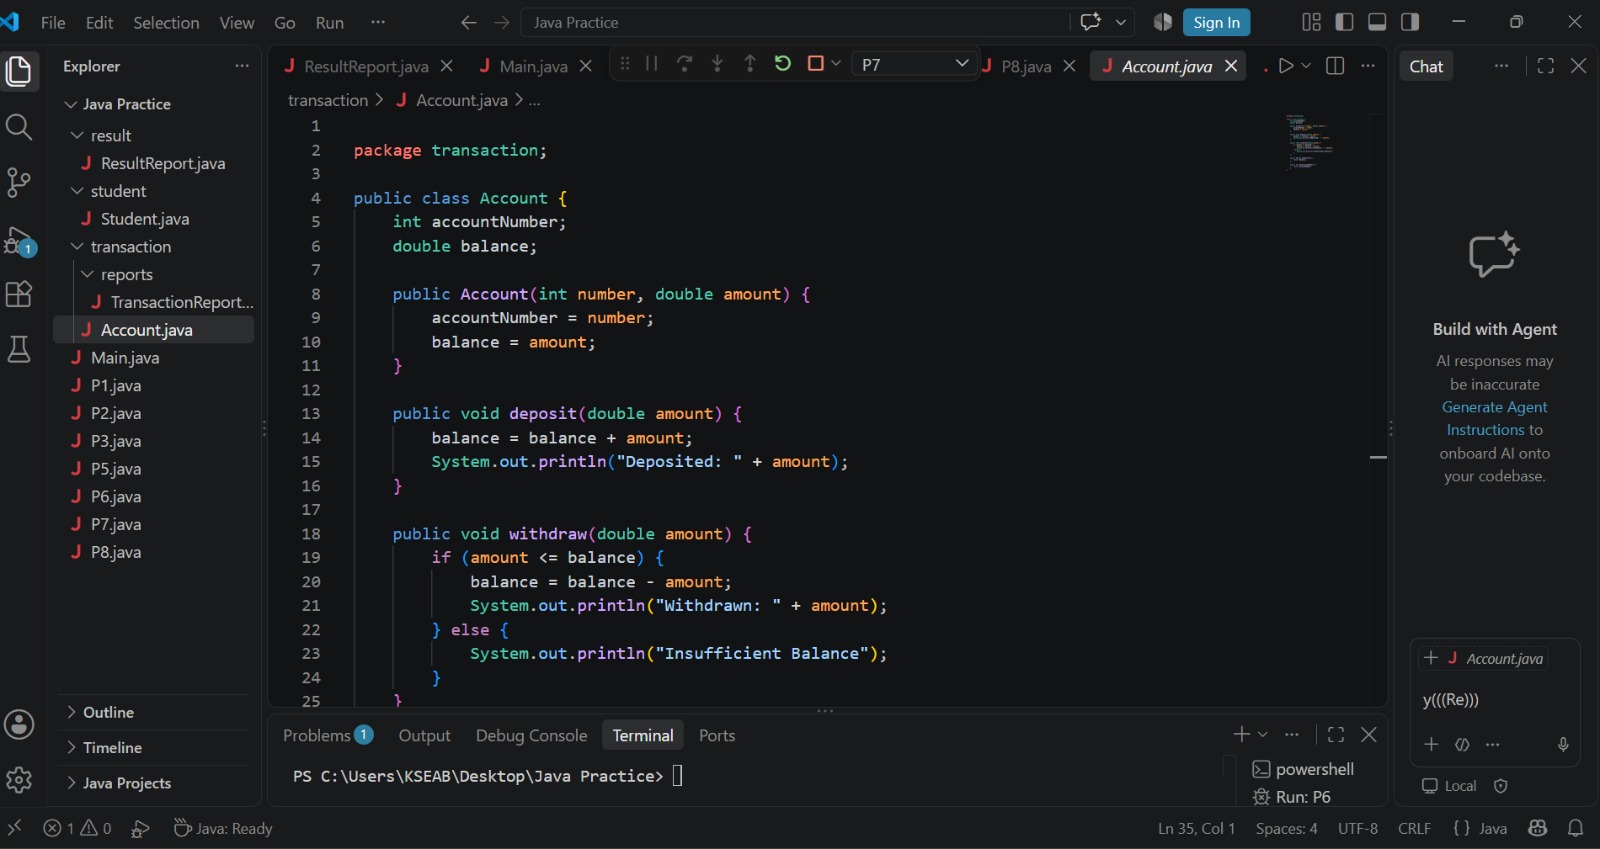 File Edit Selection View Go Run ··· Java Practice Sign In
Explorer ···
Java Practice
result
ResultReport.java
student
Student.java
transaction
reports
TransactionReport...
Account.java
Main.java
P1.java
P2.java
P3.java
P5.java
P6.java
P7.java
P8.java
Outline
Timeline
Java Projects
ResultReport.java Main.java P7 P8.java Account.java
transaction > Account.java > ...
1
2 package transaction;
3
4 public class Account {
5 int accountNumber;
6 double balance;
7
8 public Account(int number, double amount) {
9 accountNumber = number;
10 balance = amount;
11 }
12
13 public void deposit(double amount) {
14 balance = balance + amount;
15 System.out.println("Deposited: " + amount);
16 }
17
18 public void withdraw(double amount) {
19 if (amount <= balance) {
20 balance = balance - amount;
21 System.out.println("Withdrawn: " + amount);
22 } else {
23 System.out.println("Insufficient Balance");
24 }
25 }
Problems 1 Output Debug Console Terminal Ports
PS C:\Users\KSEAB\Desktop\Java Practice>
powershell
Run: P6
Chat
Build with Agent
AI responses may
be inaccurate
Generate Agent
Instructions to
onboard AI onto
your codebase.
Account.java
y(((Re)))
Local
1 0 Java: Ready Ln 35, Col 1 Spaces: 4 UTF-8 CRLF {} Java
1